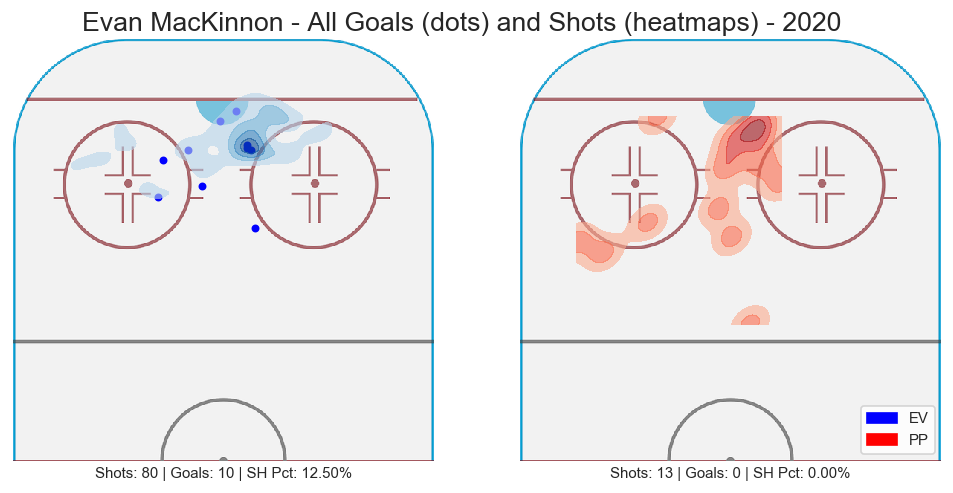 Evan MacKinnon - All Goals (dots) and Shots (heatmaps) - 2020
EV
PP
Shots: 80 | Goals: 10 | SH Pct: 12.50%
Shots: 13 | Goals: 0 | SH Pct: 0.00%